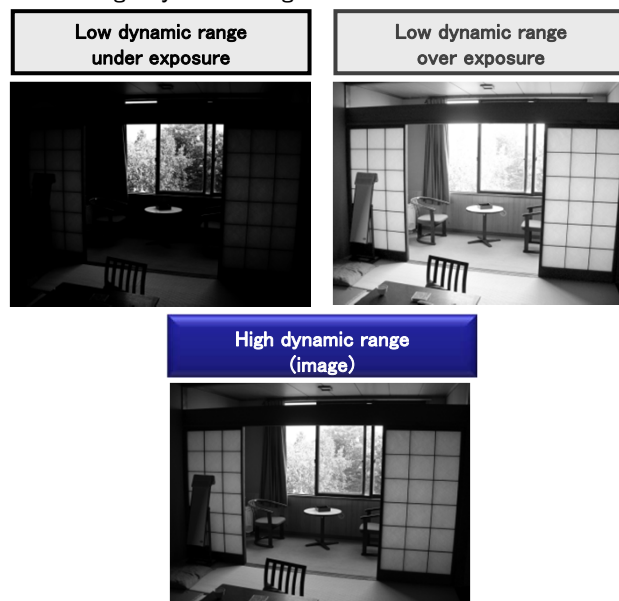 Low dynamic range
under exposure
Low dynamic range
over exposure
High dynamic range
(image)